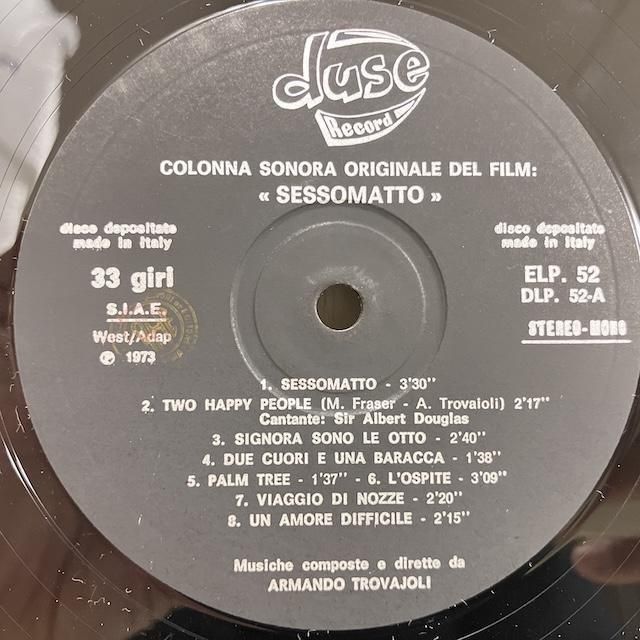 duse
Record
COLONNA SONORA ORIGINALE DEL FILM:
« SESSOMATTO »
disco depositato
made in italy
33 giri
S.I.A.E.
West/Adap
℗ 1973
disco depositato
made in italy
ELP. 52
DLP. 52-A
STEREO-MONO
1. SESSOMATTO - 3'30''
2. TWO HAPPY PEOPLE (M. Fraser - A. Trovaioli) 2'17''
Cantante: Sir Albert Douglas
3. SIGNORA SONO LE OTTO - 2'40''
4. DUE CUORI E UNA BARACCA - 1'38''
5. PALM TREE - 1'37'' - 6. L'OSPITE - 3'09''
7. VIAGGIO DI NOZZE - 2'20''
8. UN AMORE DIFFICILE - 2'15''
Musiche composte e dirette da
ARMANDO TROVAJOLI